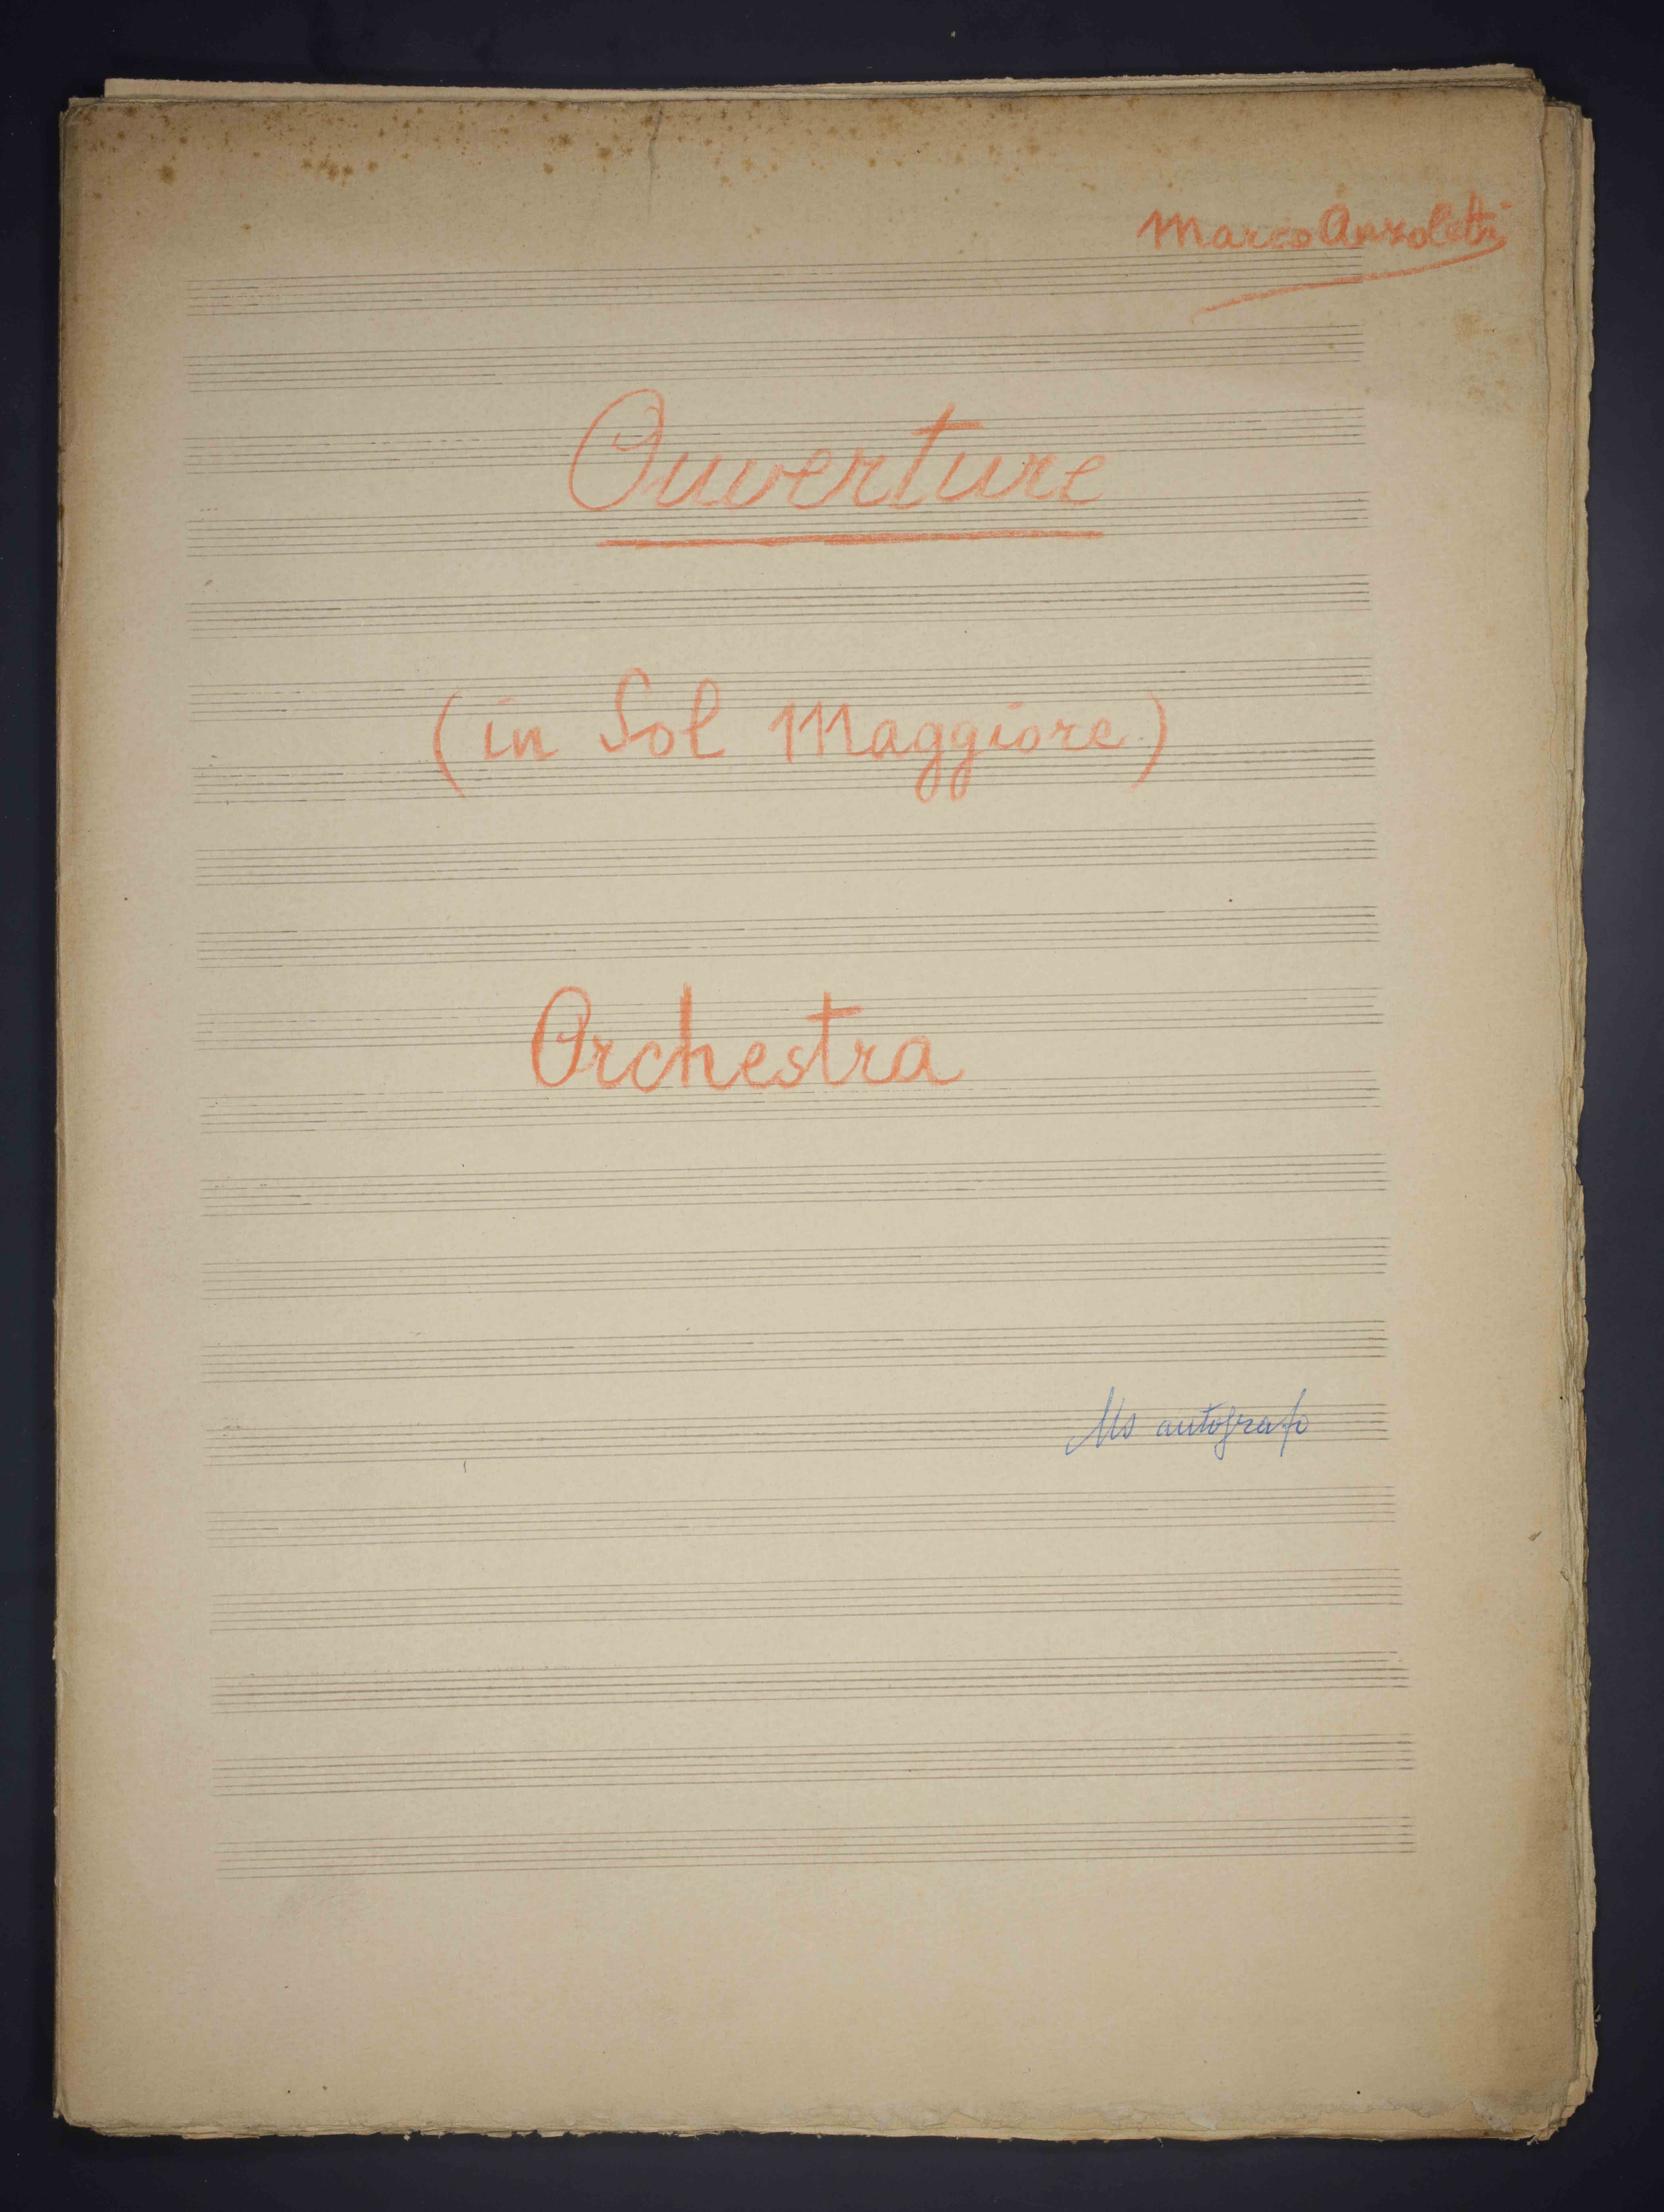 Marco Anzoletti
Ouverture
(in Sol Maggiore)
Orchestra
Ms autografo